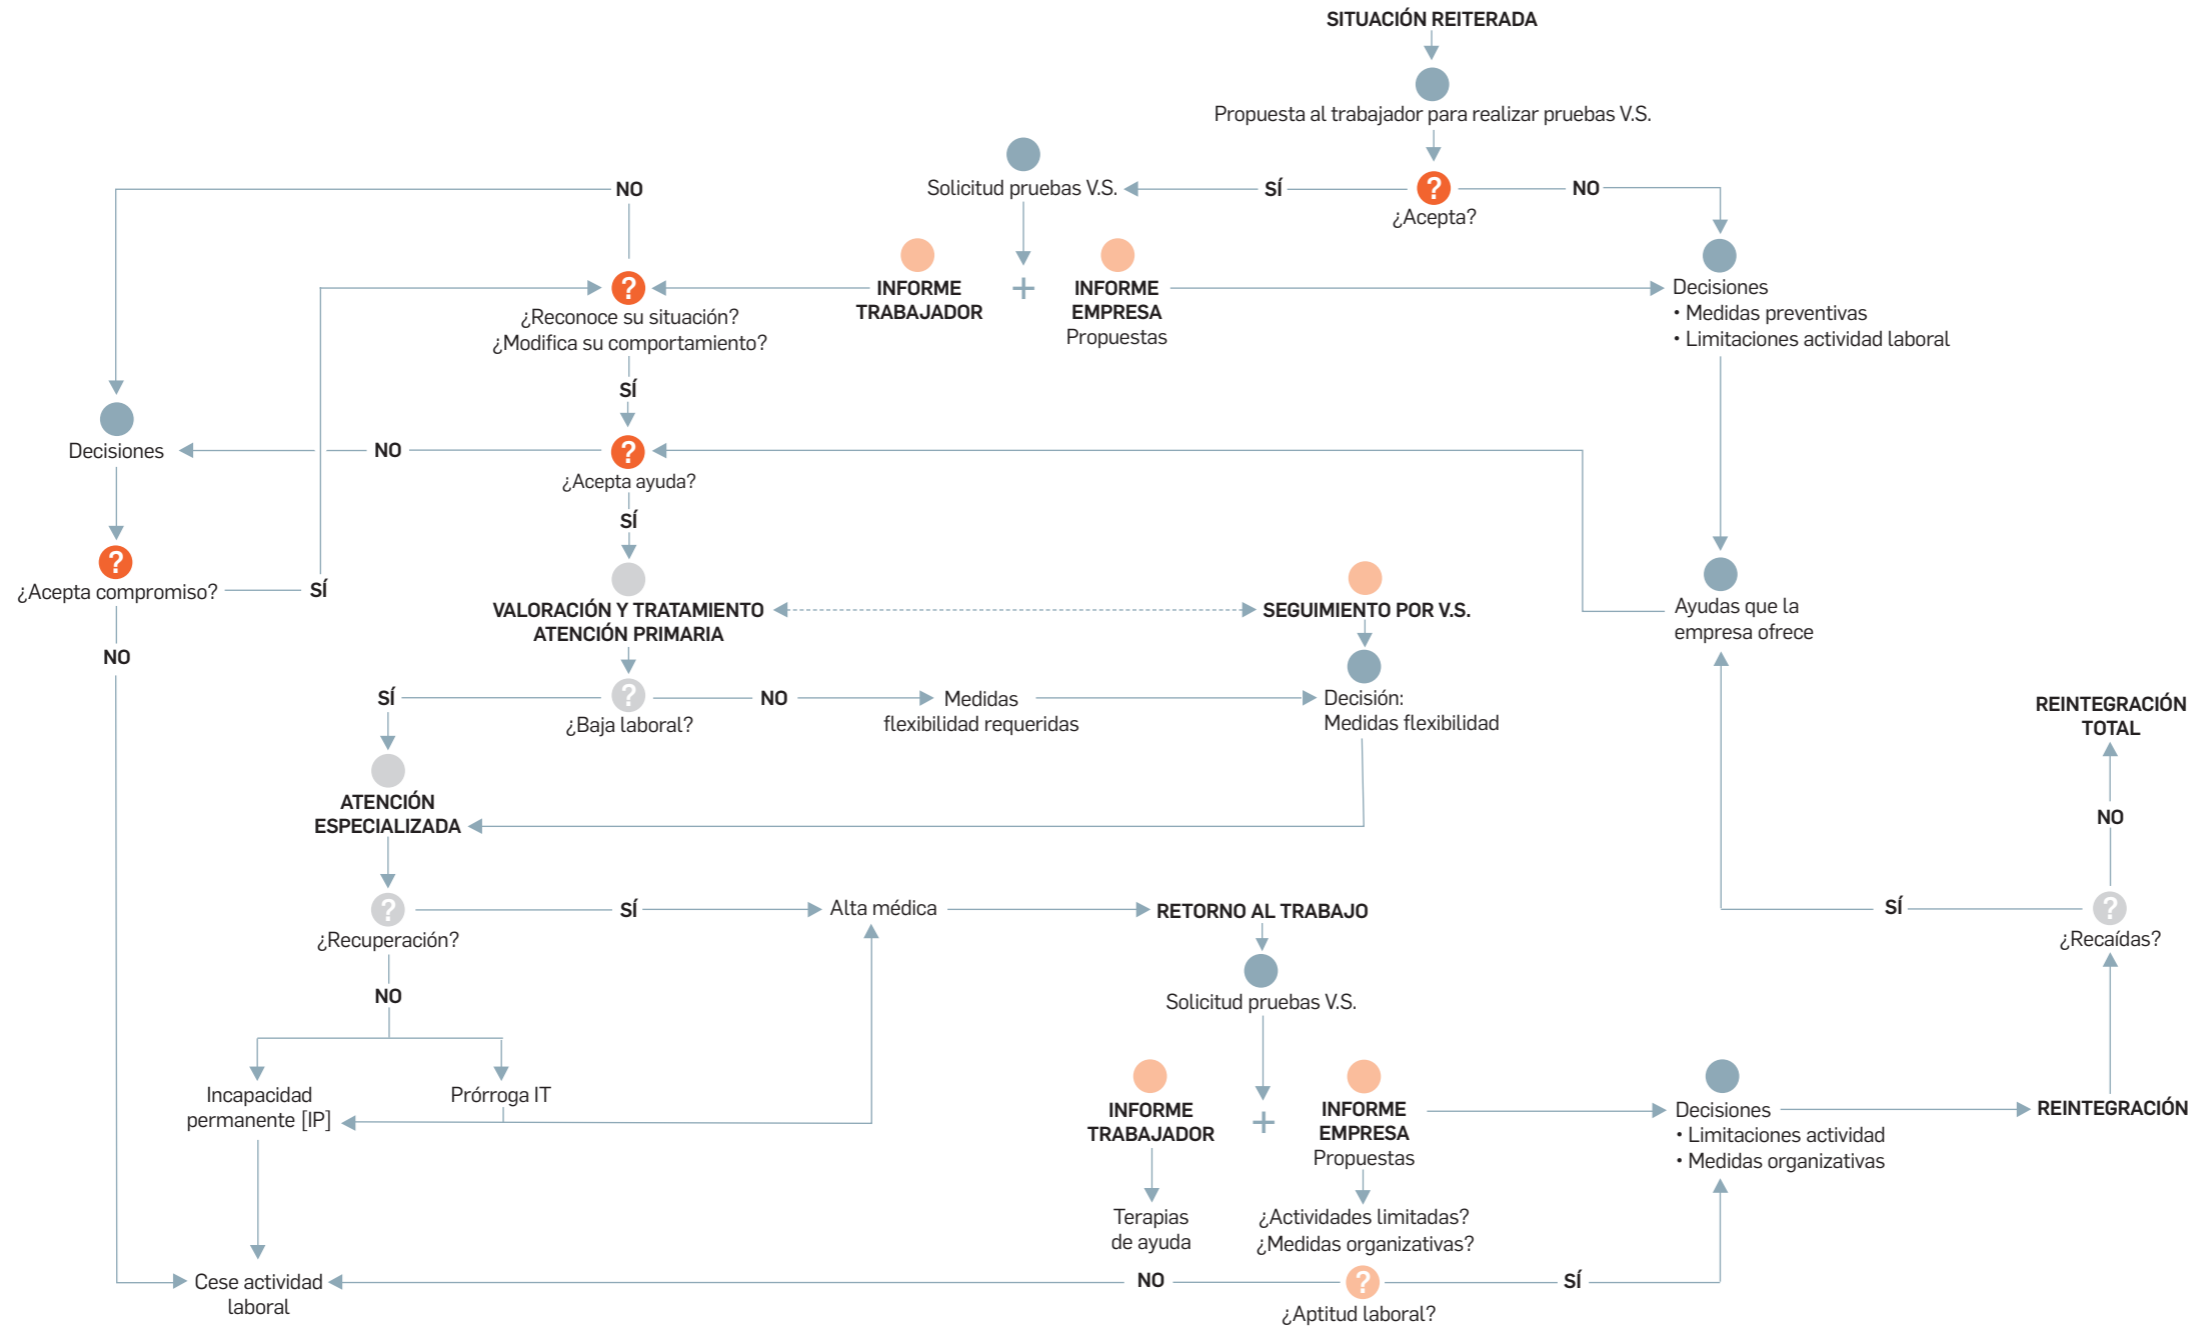 SITUACIÓN REITERADA
Propuesta al trabajador para realizar pruebas V.S.
?
¿Acepta?
SÍ
NO
Solicitud pruebas V.S.
INFORME
TRABAJADOR
+
INFORME
EMPRESA
Propuestas
Decisiones
• Medidas preventivas
• Limitaciones actividad laboral
NO
?
¿Reconoce su situación?
¿Modifica su comportamiento?
SÍ
Decisiones
NO
?
¿Acepta ayuda?
SÍ
?
¿Acepta compromiso?
SÍ
NO
VALORACIÓN Y TRATAMIENTO
ATENCIÓN PRIMARIA
SEGUIMIENTO POR V.S.
Ayudas que la
empresa ofrece
SÍ
?
¿Baja laboral?
NO
Medidas
flexibilidad requeridas
Decisión:
Medidas flexibilidad
REINTEGRACIÓN
TOTAL
NO
ATENCIÓN
ESPECIALIZADA
?
¿Recuperación?
SÍ
Alta médica
RETORNO AL TRABAJO
SÍ
?
¿Recaídas?
NO
Solicitud pruebas V.S.
Incapacidad
permanente [IP]
Prórroga IT
INFORME
TRABAJADOR
+
INFORME
EMPRESA
Propuestas
Decisiones
• Limitaciones actividad
• Medidas organizativas
REINTEGRACIÓN
Terapias
de ayuda
¿Actividades limitadas?
¿Medidas organizativas?
Cese actividad
laboral
NO
?
¿Aptitud laboral?
SÍ